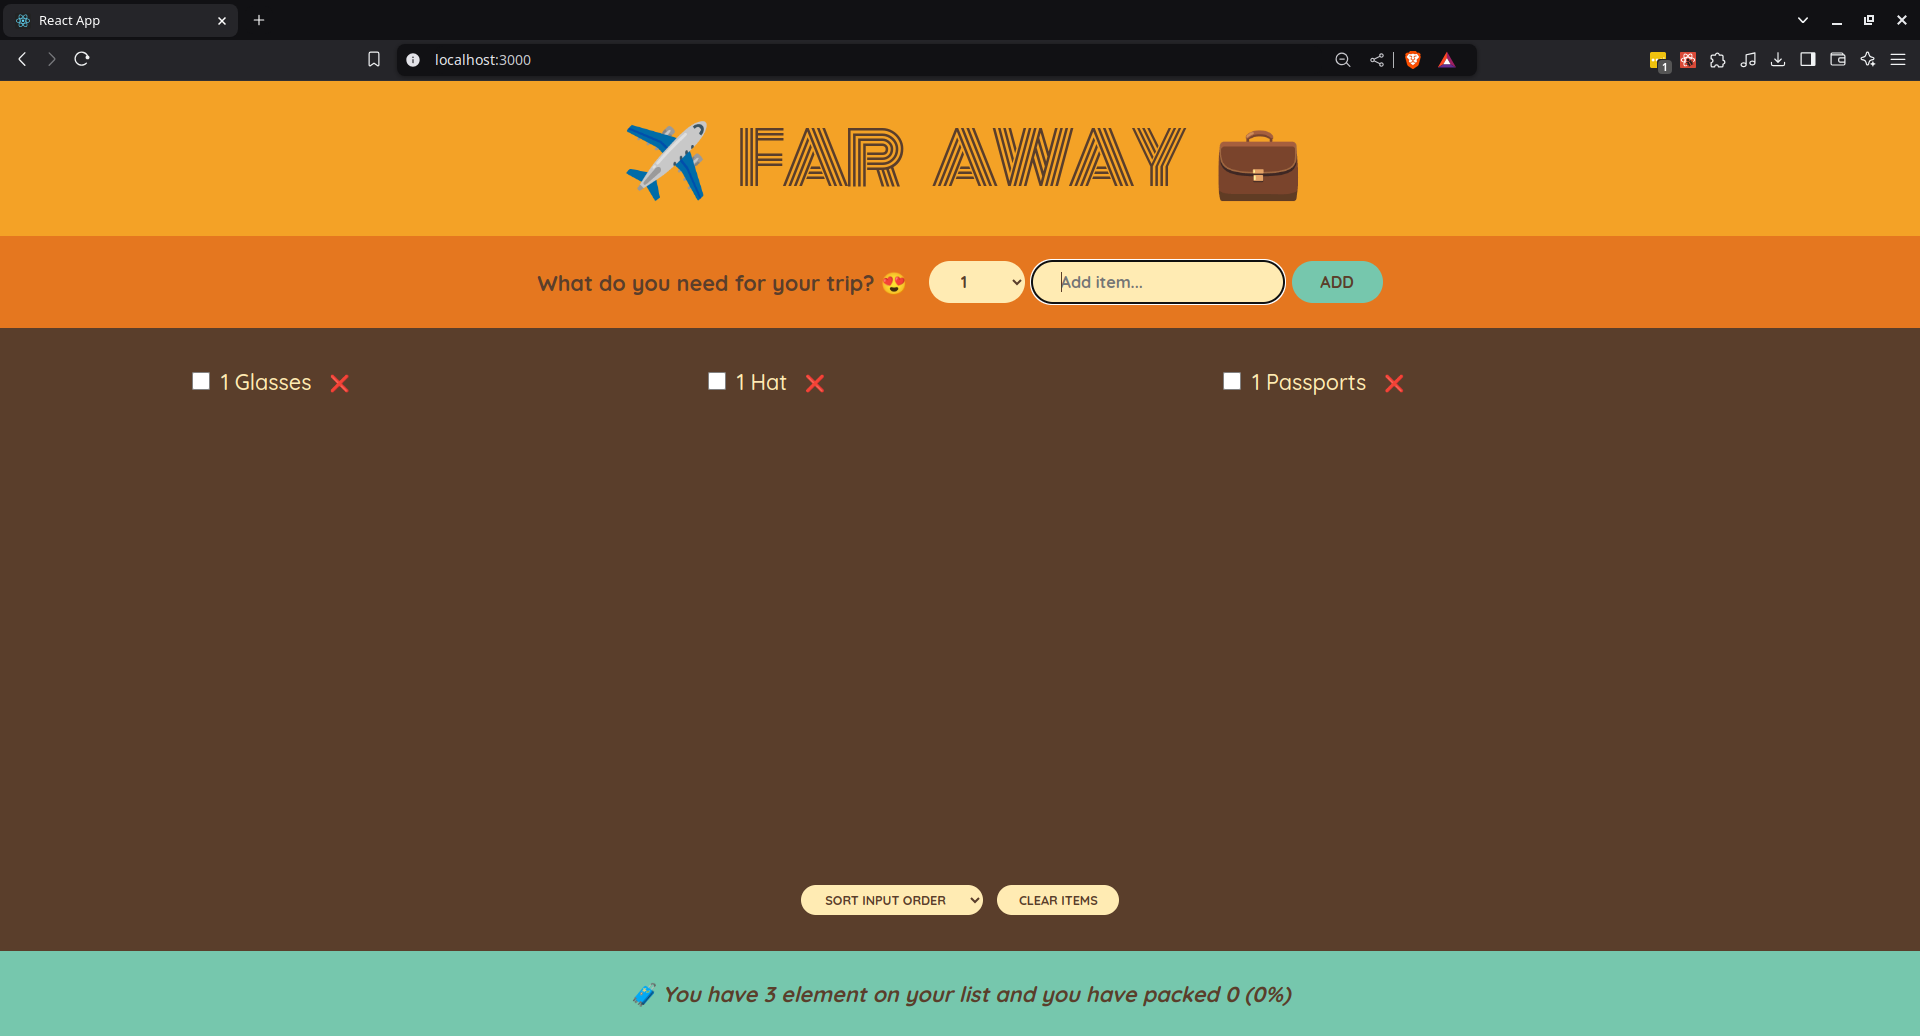 React App
localhost:3000
1
FAR AWAY
What do you need for your trip? 😍 1 Add item... ADD
1 Glasses ❌ 1 Hat ❌ 1 Passports ❌
SORT INPUT ORDER CLEAR ITEMS
🧳 You have 3 element on your list and you have packed 0 (0%)